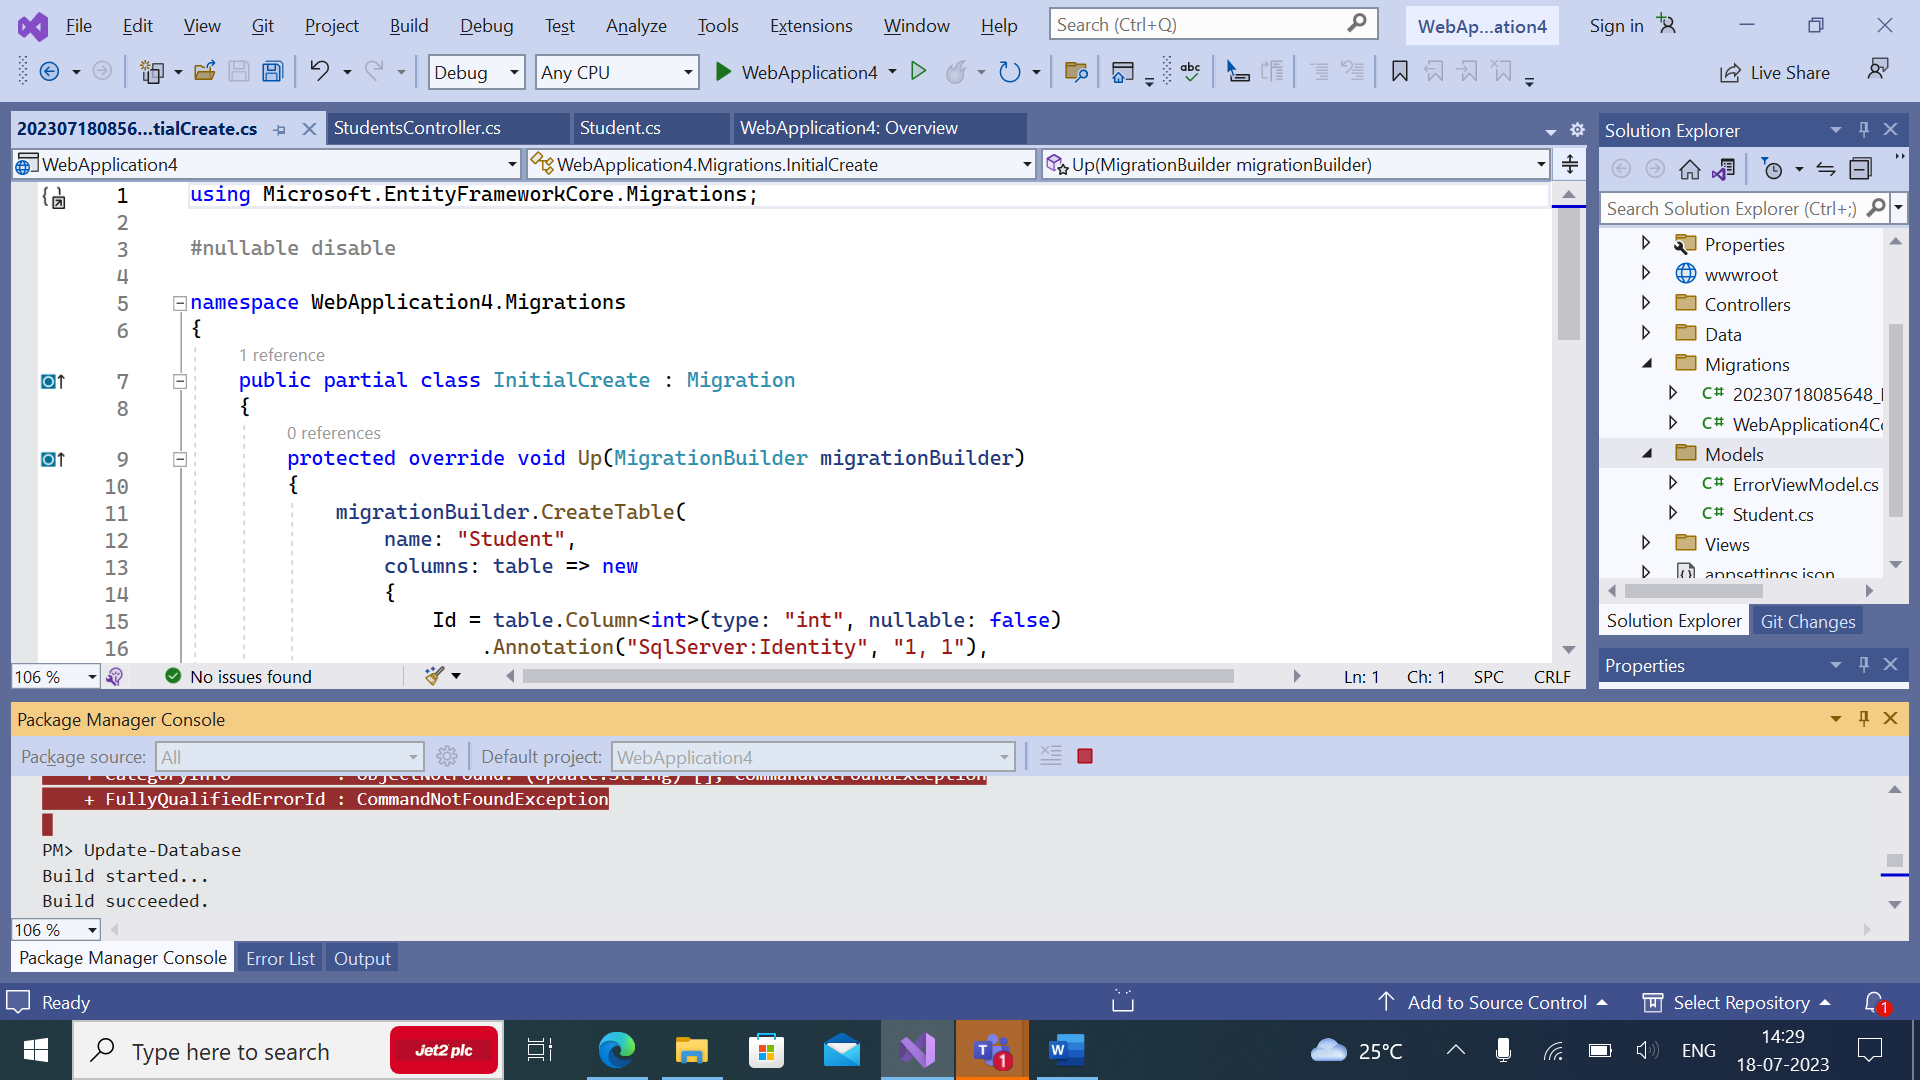 File Edit View Git Project Build Debug Test Analyze Tools Extensions Window Help Search (Ctrl+Q) WebAp...ation4 Sign in
Debug Any CPU WebApplication4 Live Share
202307180856...tialCreate.cs StudentsController.cs Student.cs WebApplication4: Overview
WebApplication4 WebApplication4.Migrations.InitialCreate Up(MigrationBuilder migrationBuilder)
1 using Microsoft.EntityFrameworkCore.Migrations;
2
3 #nullable disable
4
5 namespace WebApplication4.Migrations
6 {
1 reference
7 public partial class InitialCreate : Migration
8 {
0 references
9 protected override void Up(MigrationBuilder migrationBuilder)
10 {
11 migrationBuilder.CreateTable(
12 name: "Student",
13 columns: table => new
14 {
15 Id = table.Column<int>(type: "int", nullable: false)
16 .Annotation("SqlServer:Identity", "1, 1"),
106 % No issues found Ln: 1 Ch: 1 SPC CRLF
Solution Explorer
Search Solution Explorer (Ctrl+;)
Properties
wwwroot
Controllers
Data
Migrations
C# 20230718085648_
C# WebApplication4Co
Models
C# ErrorViewModel.cs
C# Student.cs
Views
appsettings.json
Solution Explorer Git Changes
Properties
Package Manager Console
Package source: All Default project: WebApplication4
+ CategoryInfo : ObjectNotFound: (Update:String) [], CommandNotFoundException
+ FullyQualifiedErrorId : CommandNotFoundException
PM> Update-Database
Build started...
Build succeeded.
106 %
Package Manager Console Error List Output
Ready Add to Source Control Select Repository 1
Type here to search Jet2 plc 1 25°C ENG 14:29
18-07-2023